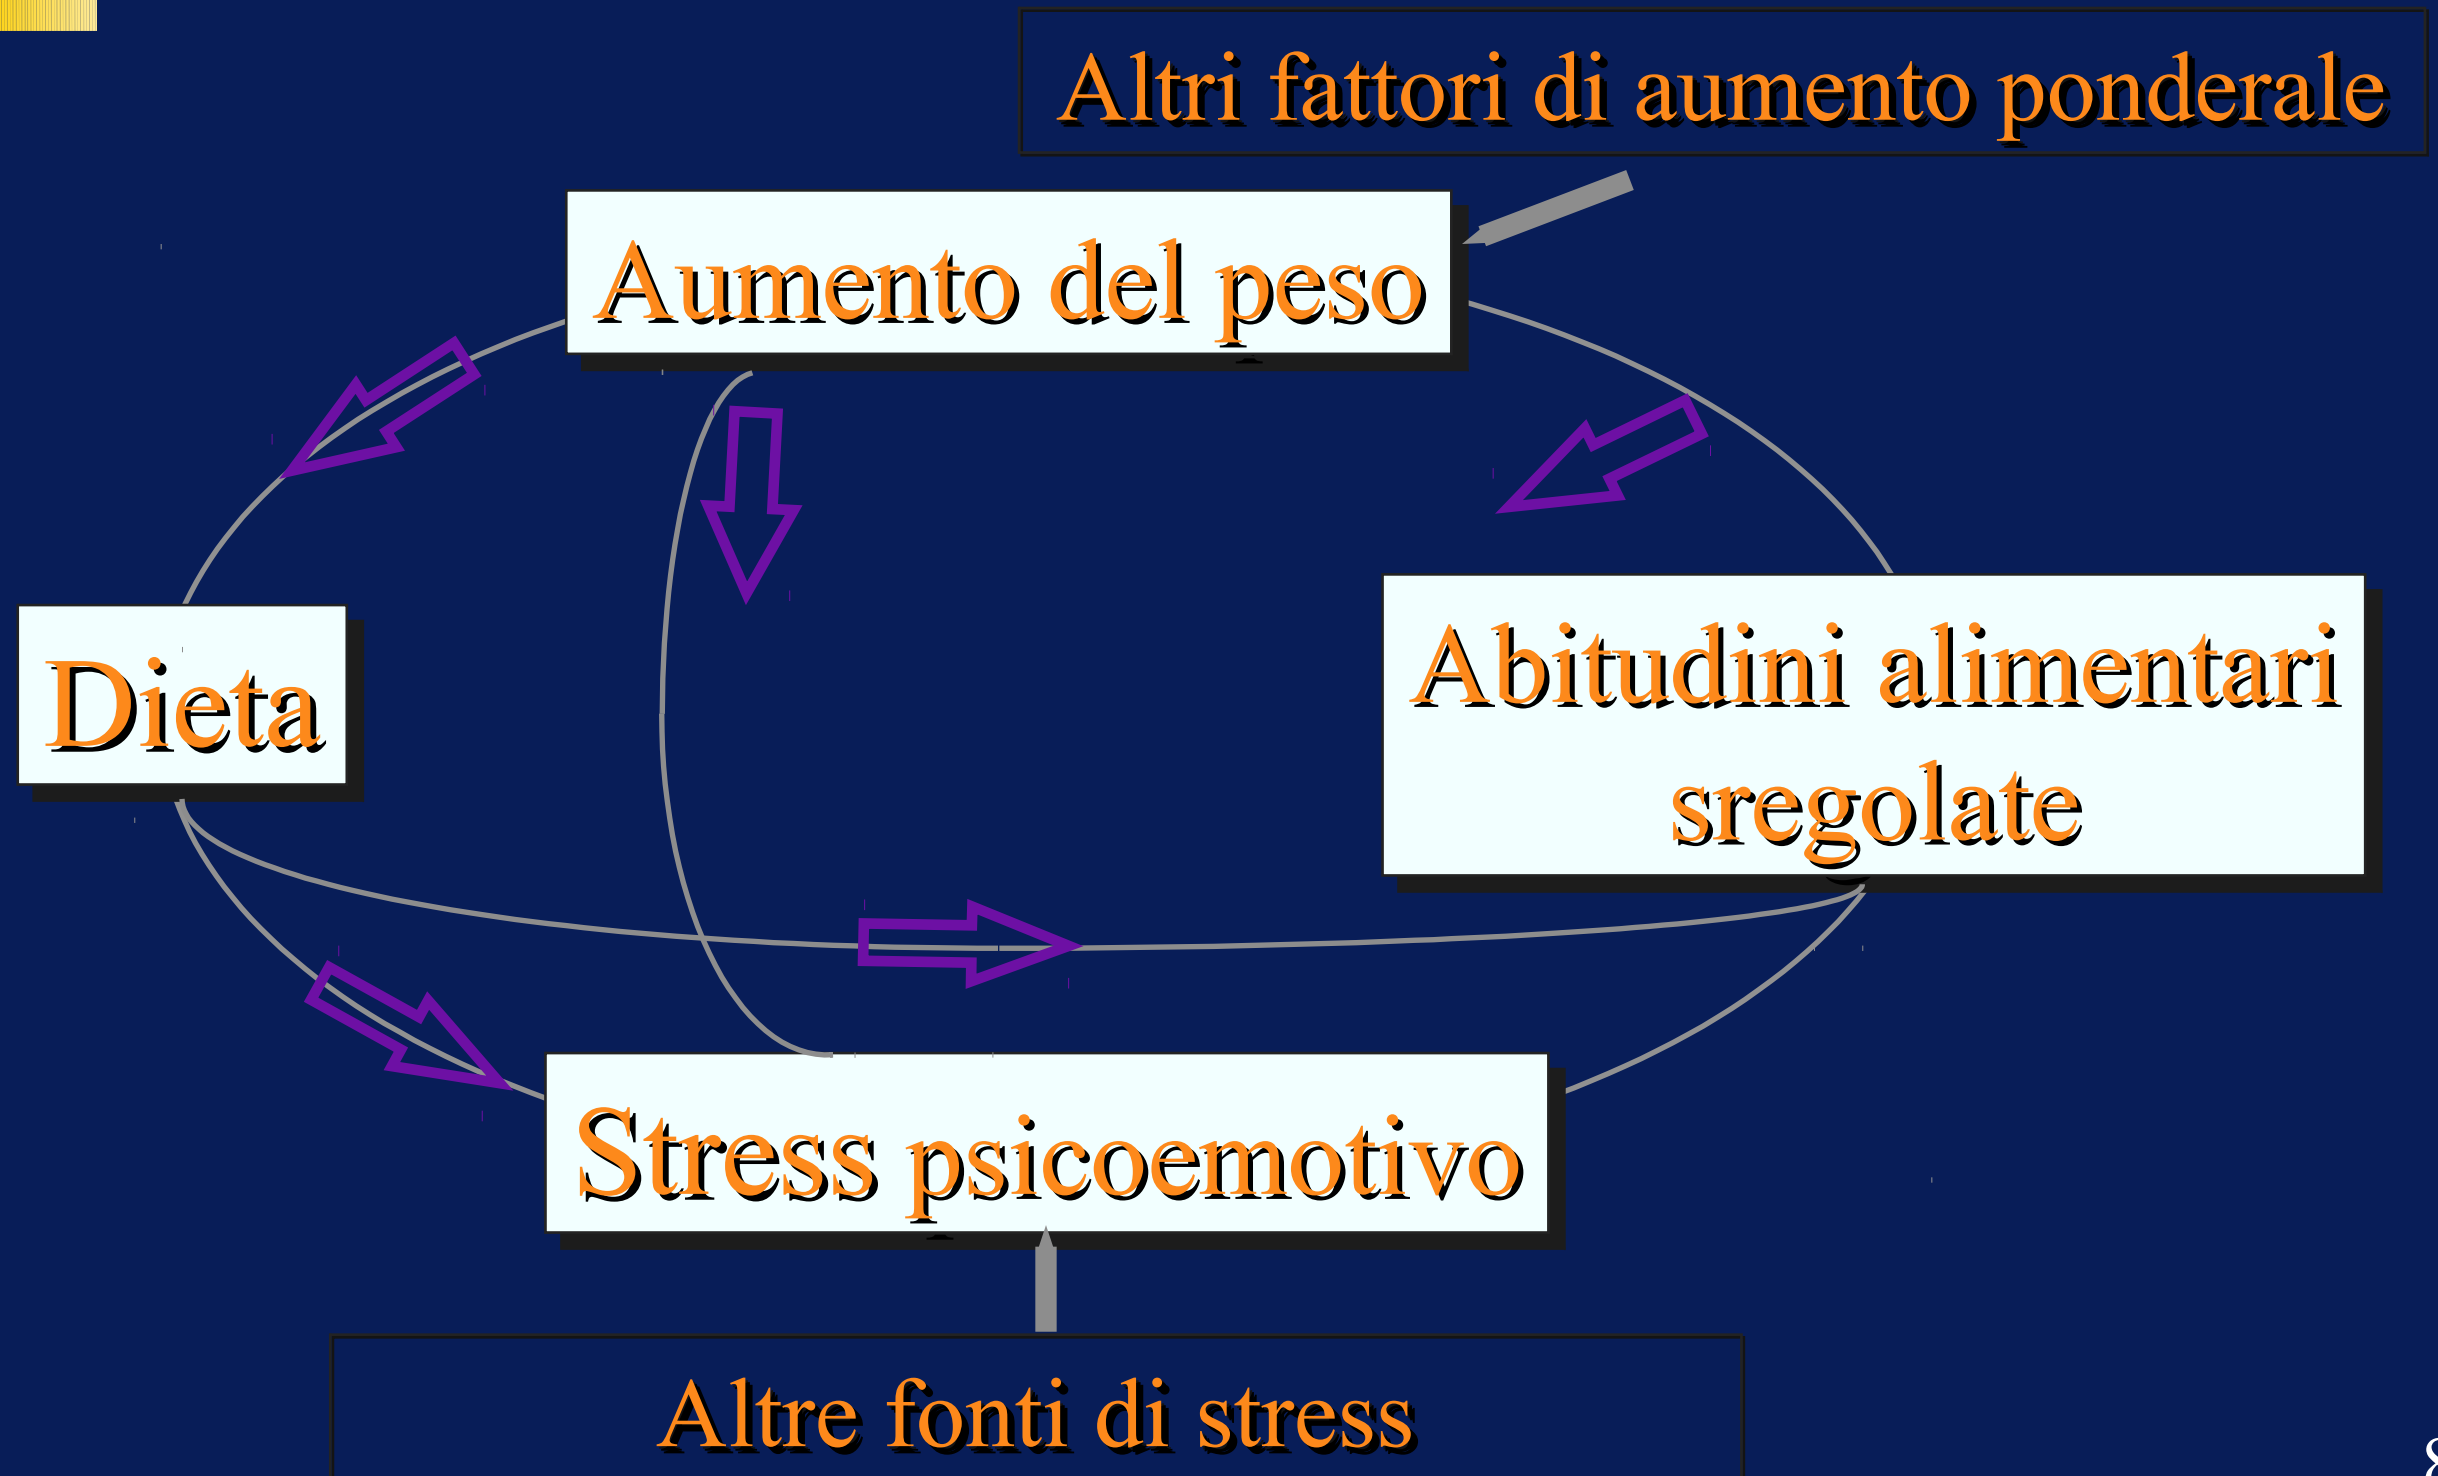 Altri fattori di aumento ponderale
Aumento del peso
Dieta
Abitudini alimentari
sregolate
Stress psicoemotivo
Altre fonti di stress